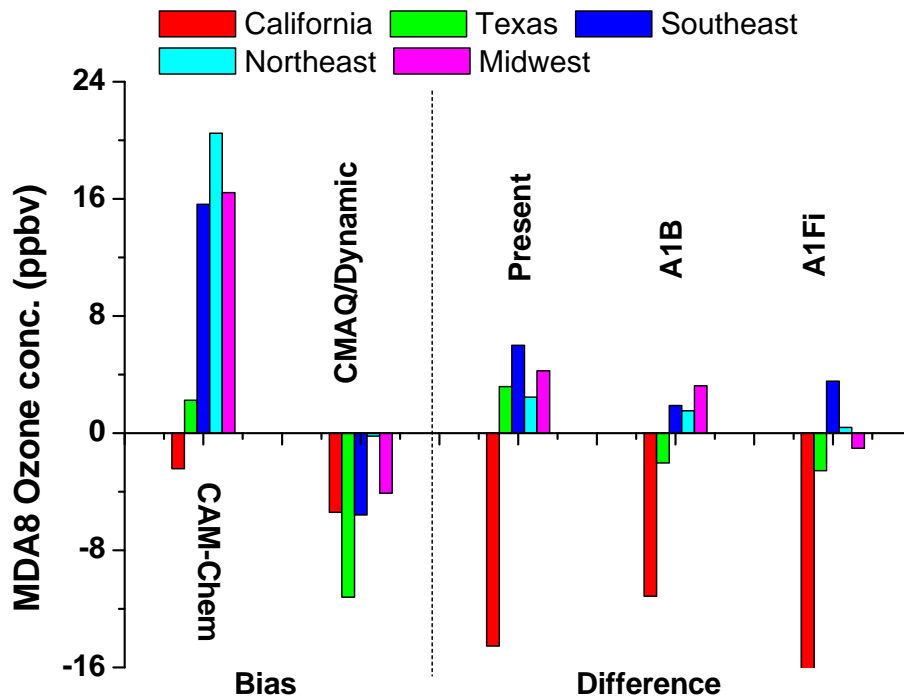 California Texas Southeast
Northeast Midwest
MDA8 Ozone conc. (ppbv)
24
16
8
0
-8
-16
CAM-Chem
CMAQ/Dynamic
Present
A1B
A1Fi
Bias Difference